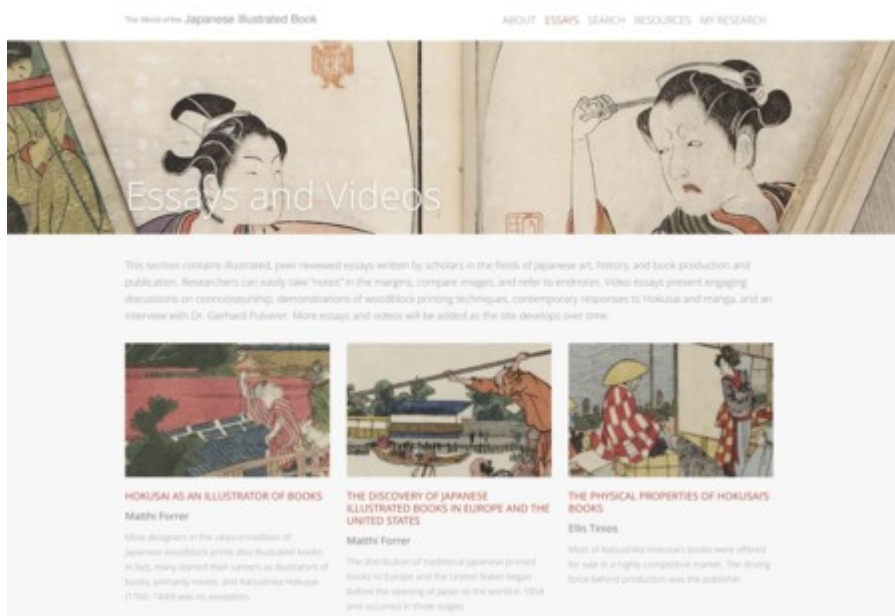 The World of the Japanese Illustrated Book
ABOUT ESSAYS SEARCH RESOURCES MY RESEARCH
Essays and Videos
This section contains illustrated, peer reviewed essays written by scholars in the fields of Japanese art, history, and book production and
publication. Researchers can easily take "notes" in the margins, compare images, and refer to endnotes. Video essays present engaging
discussions on connoisseurship, demonstrations of woodblock printing techniques, contemporary responses to Hokusai and manga, and an
interview with Dr. Gerhard Pulverer. More essays and videos will be added as the site develops over time.
HOKUSAI AS AN ILLUSTRATOR OF BOOKS
Matthi Forrer
Most designers in the ukiyo-e tradition of
Japanese woodblock prints also illustrated books.
In fact, many started their careers as illustrators of
books, primarily novels, and Katsushika Hokusai
(1760–1849) was no exception.
THE DISCOVERY OF JAPANESE
ILLUSTRATED BOOKS IN EUROPE AND THE
UNITED STATES
Matthi Forrer
The distribution of traditional Japanese printed
books to Europe and the United States began
before the opening of Japan to the world in 1854
and occurred in three stages.
THE PHYSICAL PROPERTIES OF HOKUSAI'S
BOOKS
Ellis Tinios
Most of Katsushika Hokusai's books were offered
for sale in a highly competitive market. The driving
force behind production was the publisher.